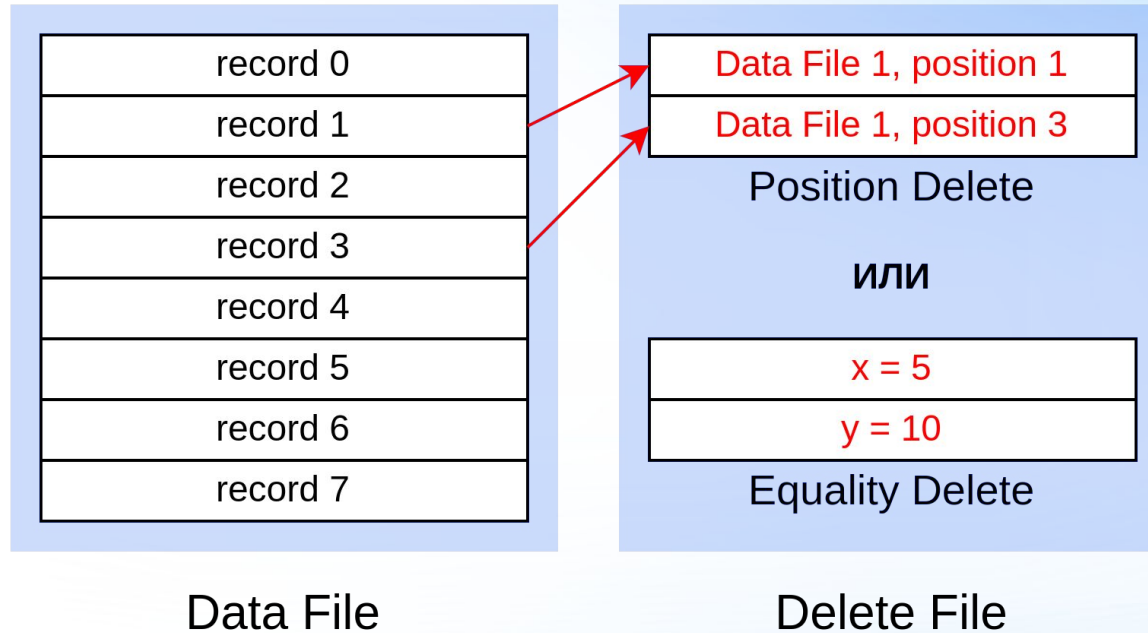 record 0
record 1
record 2
record 3
record 4
record 5
record 6
record 7
Data File
Data File 1, position 1
Data File 1, position 3
Position Delete
или
x = 5
y = 10
Equality Delete
Delete File